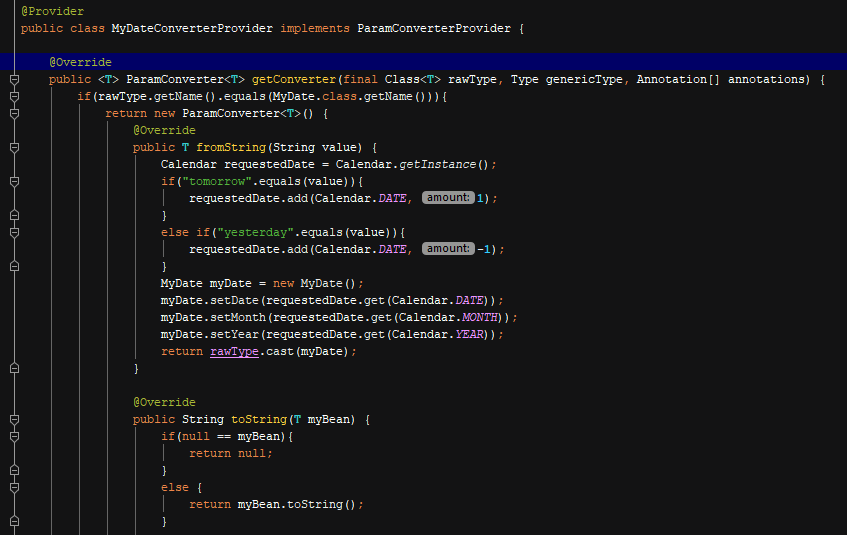 @Provider
public class MyDateConverterProvider implements ParamConverterProvider {
@Override
public <T> ParamConverter<T> getConverter(final Class<T> rawType, Type genericType, Annotation[] annotations) {
if(rawType.getName().equals(MyDate.class.getName())){
return new ParamConverter<T>() {
@Override
public T fromString(String value) {
Calendar requestedDate = Calendar.getInstance();
if("tomorrow".equals(value)){
requestedDate.add(Calendar.DATE, amount: 1);
}
else if("yesterday".equals(value)){
requestedDate.add(Calendar.DATE, amount: -1);
}
MyDate myDate = new MyDate();
myDate.setDate(requestedDate.get(Calendar.DATE));
myDate.setMonth(requestedDate.get(Calendar.MONTH));
myDate.setYear(requestedDate.get(Calendar.YEAR));
return rawType.cast(myDate);
}
@Override
public String toString(T myBean) {
if(null == myBean){
return null;
}
else {
return myBean.toString();
}